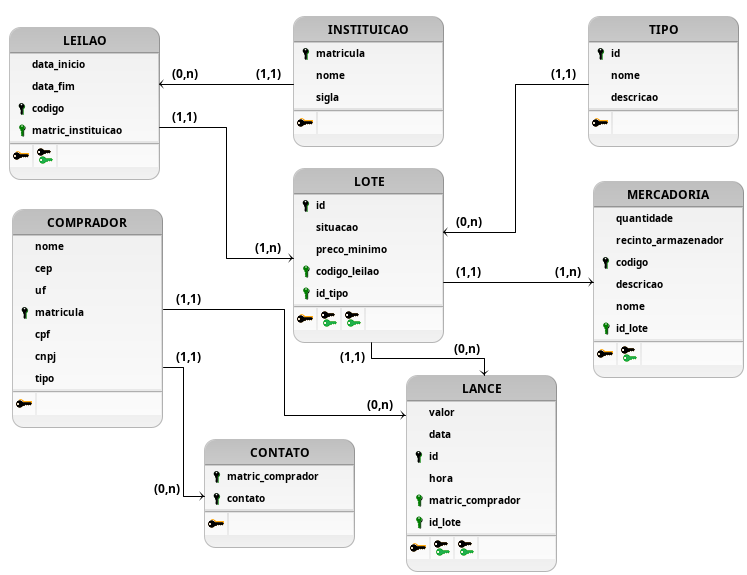 LEILAO
data_inicio
data_fim
codigo
matric_instituicao
(0,n)
(1,1)
INSTITUICAO
matricula
nome
sigla
TIPO
id
nome
descricao
(1,1)
(1,1)
(1,n)
LOTE
id
situacao
preco_minimo
codigo_leilao
id_tipo
(0,n)
(1,1)
(1,n)
MERCADORIA
quantidade
recinto_armazenador
codigo
descricao
nome
id_lote
COMPRADOR
nome
cep
uf
matricula
cpf
cnpj
tipo
(1,1)
(1,1)
(0,n)
(0,n)
(1,1)
(0,n)
CONTATO
matric_comprador
contato
LANCE
valor
data
id
hora
matric_comprador
id_lote